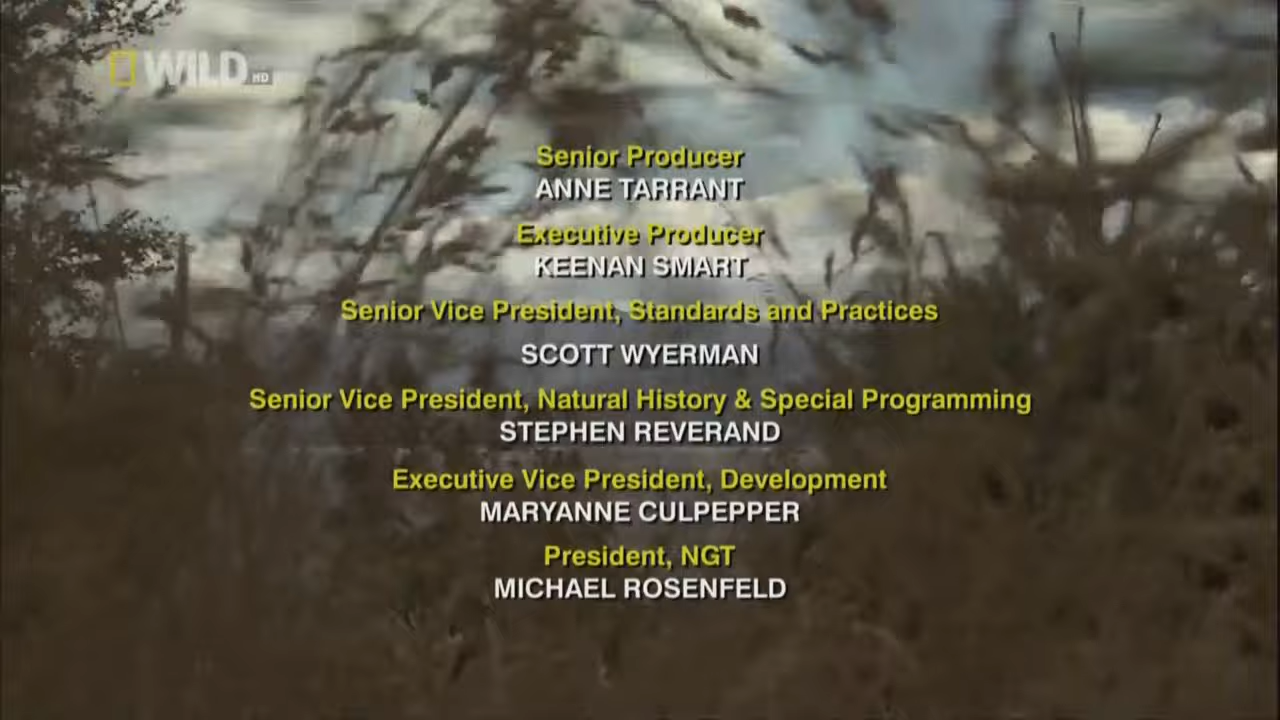 WILD HD
Senior Producer
ANNE TARRANT
Executive Producer
KEENAN SMART
Senior Vice President, Standards and Practices
SCOTT WYERMAN
Senior Vice President, Natural History & Special Programming
STEPHEN REVERAND
Executive Vice President, Development
MARYANNE CULPEPPER
President, NGT
MICHAEL ROSENFELD